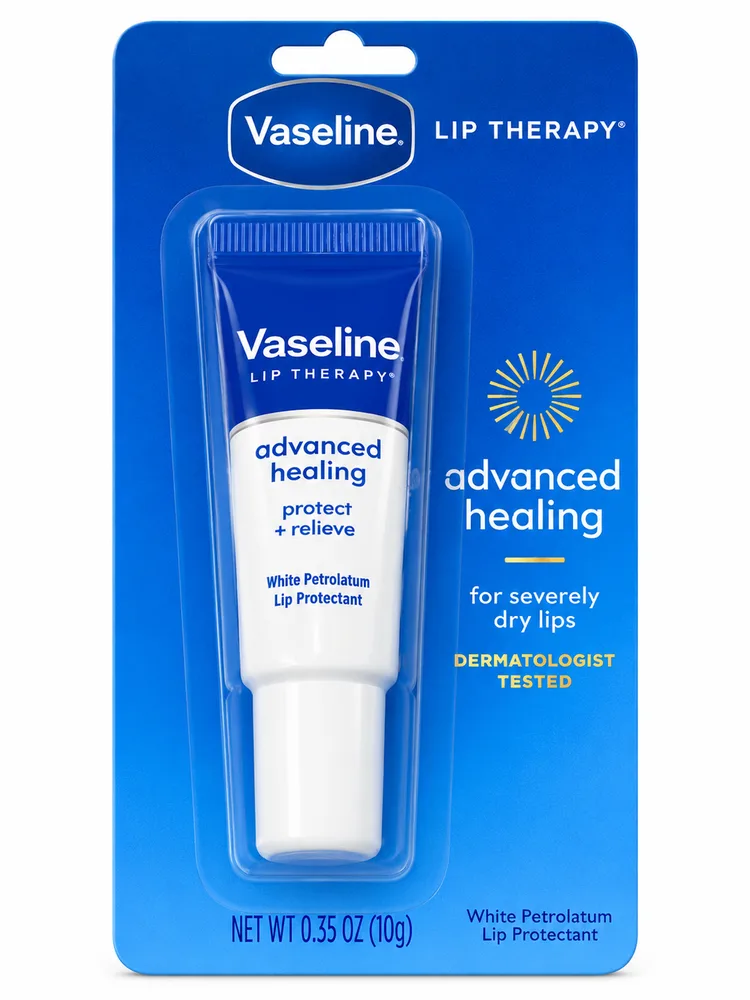 Vaseline®
LIP THERAPY®
Vaseline
LIP THERAPY®
advanced
healing
protect
+ relieve
White Petrolatum
Lip Protectant
advanced
healing
for severely
dry lips
DERMATOLOGIST
TESTED
NET WT 0.35 OZ (10g)
White Petrolatum
Lip Protectant